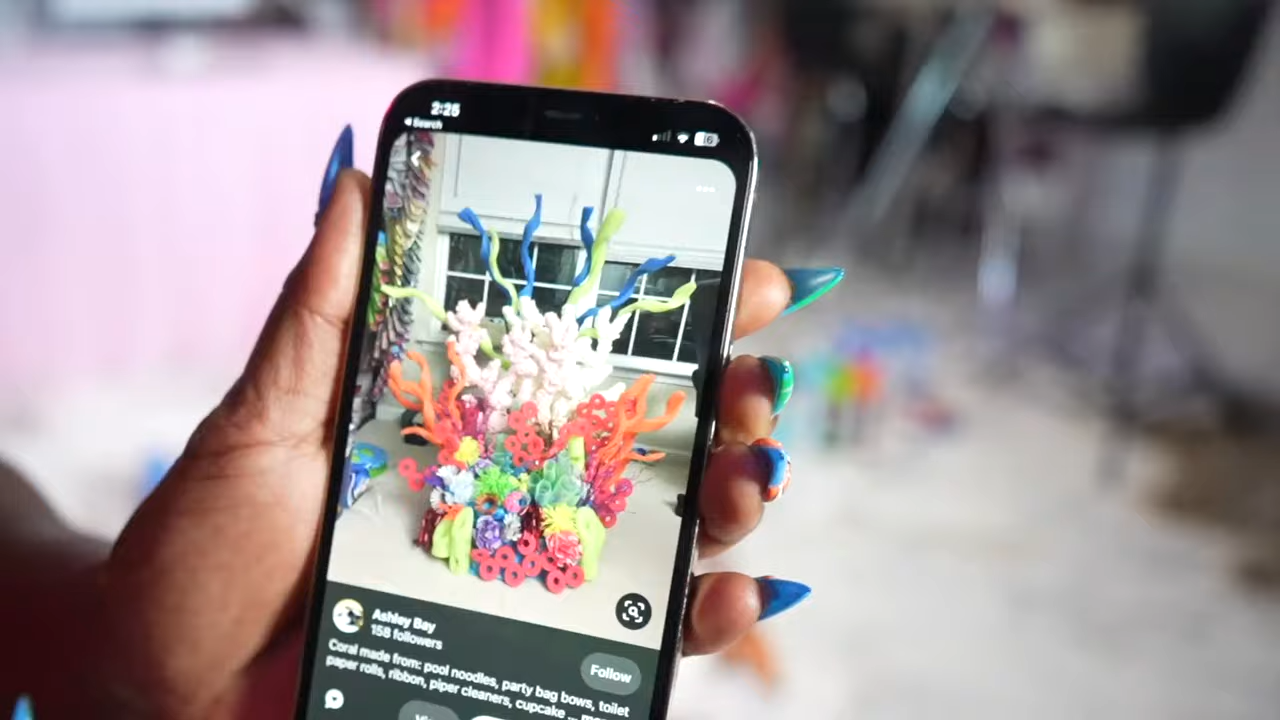 2:25
Search
Ashley Bay
158 followers
Follow
Coral made from: pool noodles, party bag bows, toilet
paper rolls, ribbon, piper cleaners, cupcake ... more